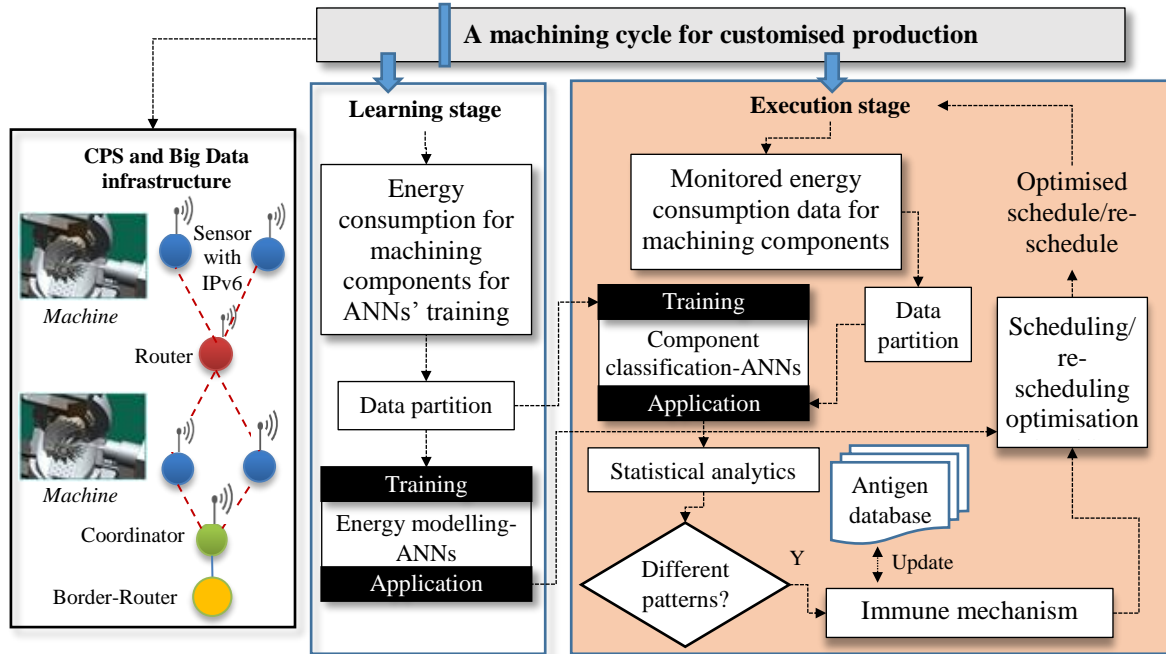 A machining cycle for customised production
CPS and Big Data
infrastructure
Sensor
with
IPv6
Machine
Router
Machine
Coordinator
Border-Router
Learning stage
Energy
consumption for
machining
components for
ANNs’ training
Data partition
Training
Energy modelling-
ANNs
Application
Execution stage
Monitored energy
consumption data for
machining components
Training
Component
classification-ANNs
Application
Data
partition
Statistical analytics
Different
patterns?
Y
Antigen
database
Update
Immune mechanism
Optimised
schedule/re-
schedule
Scheduling/
re-
scheduling
optimisation